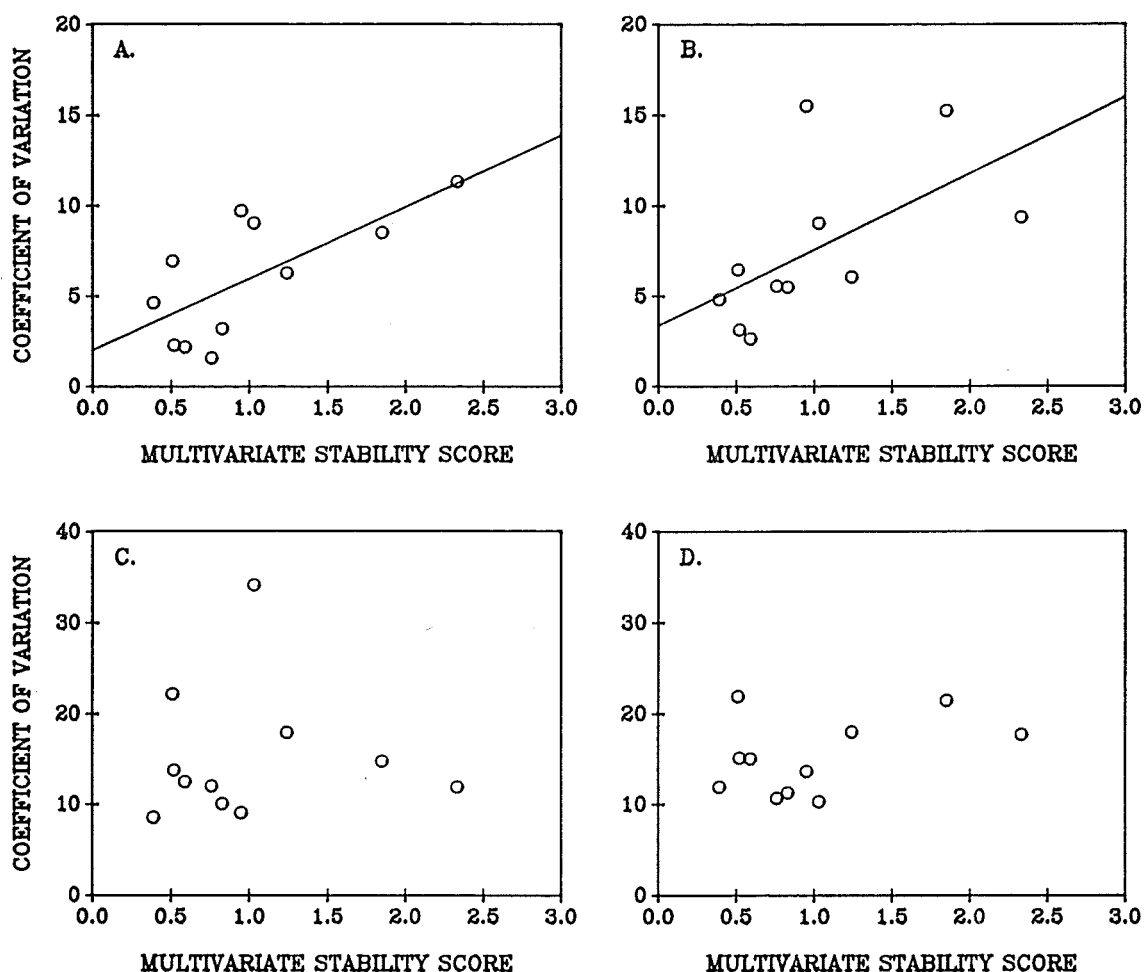 A.
COEFFICIENT OF VARIATION
20
15
10
5
0
0.0 0.5 1.0 1.5 2.0 2.5 3.0
MULTIVARIATE STABILITY SCORE
B.
20
15
10
5
0
0.0 0.5 1.0 1.5 2.0 2.5 3.0
MULTIVARIATE STABILITY SCORE
C.
COEFFICIENT OF VARIATION
40
30
20
10
0
0.0 0.5 1.0 1.5 2.0 2.5 3.0
MULTIVARIATE STABILITY SCORE
D.
40
30
20
10
0
0.0 0.5 1.0 1.5 2.0 2.5 3.0
MULTIVARIATE STABILITY SCORE